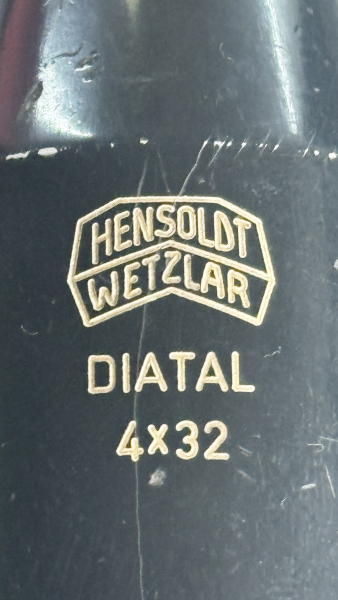 HENSOLDT
WETZLAR
DIATAL
4x32